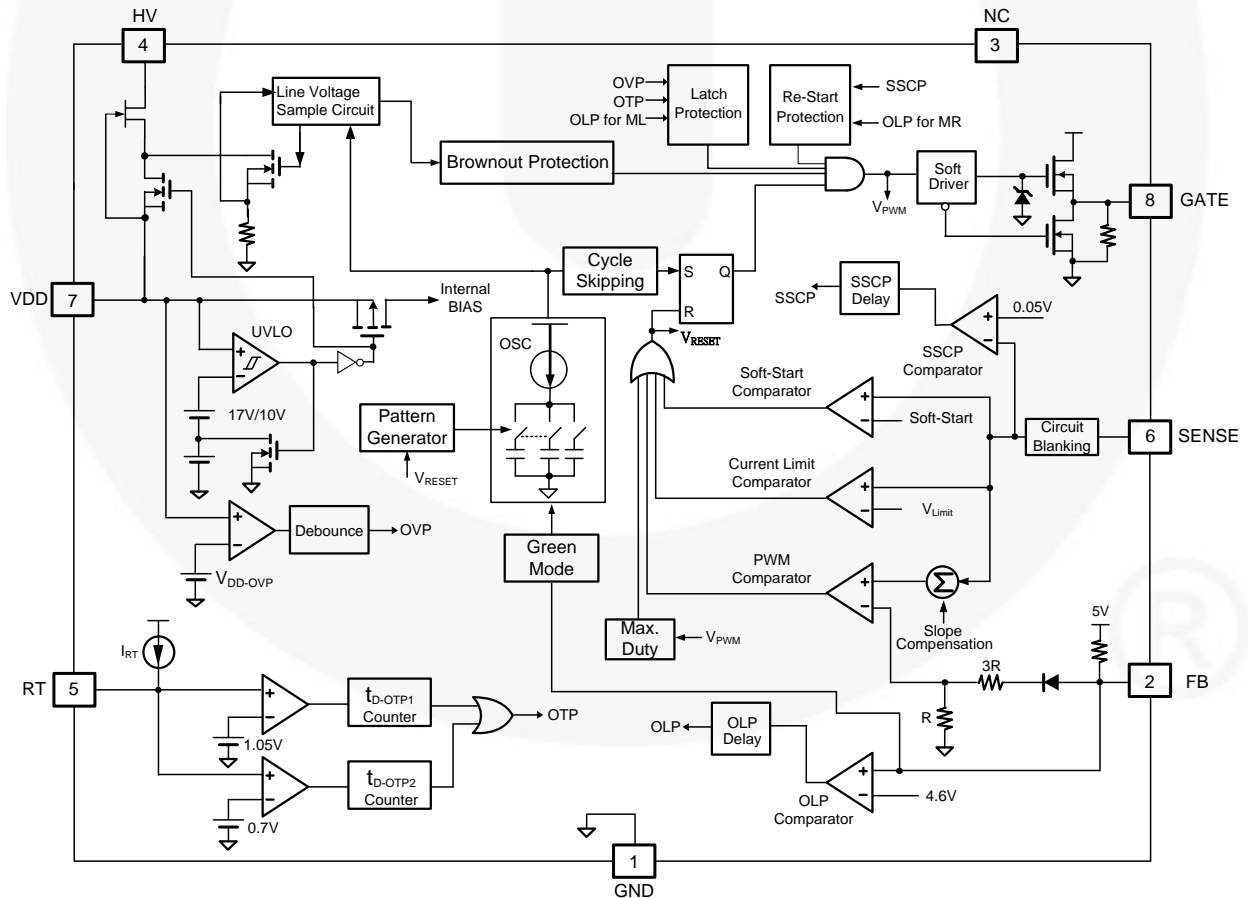 HV
NC
4
3
Line Voltage
Sample Circuit
OVP
OTP
OLP for ML
Latch
Protection
Re-Start
Protection
SSCP
OLP for MR
Brownout Protection
Soft
Driver
VPWM
8
GATE
VDD
7
Internal
BIAS
Cycle
Skipping
S
Q
R
SSCP
SSCP
Delay
0.05V
+
−
SSCP
Comparator
UVLO
+
−
17V/10V
OSC
VRESET
Soft-Start
Comparator
+
−
Soft-Start
Circuit
Blanking
6
SENSE
Pattern
Generator
VRESET
Current Limit
Comparator
+
−
VLimit
+
−
Debounce
OVP
VDD-OVP
Green
Mode
PWM
Comparator
+
−
Σ
Slope
Compensation
Max.
Duty
VPWM
5V
IRT
RT
5
3R
R
2
FB
+
−
1.05V
tD-OTP1
Counter
OTP
+
−
0.7V
tD-OTP2
Counter
OLP
OLP
Delay
+
−
4.6V
OLP
Comparator
1
GND
®